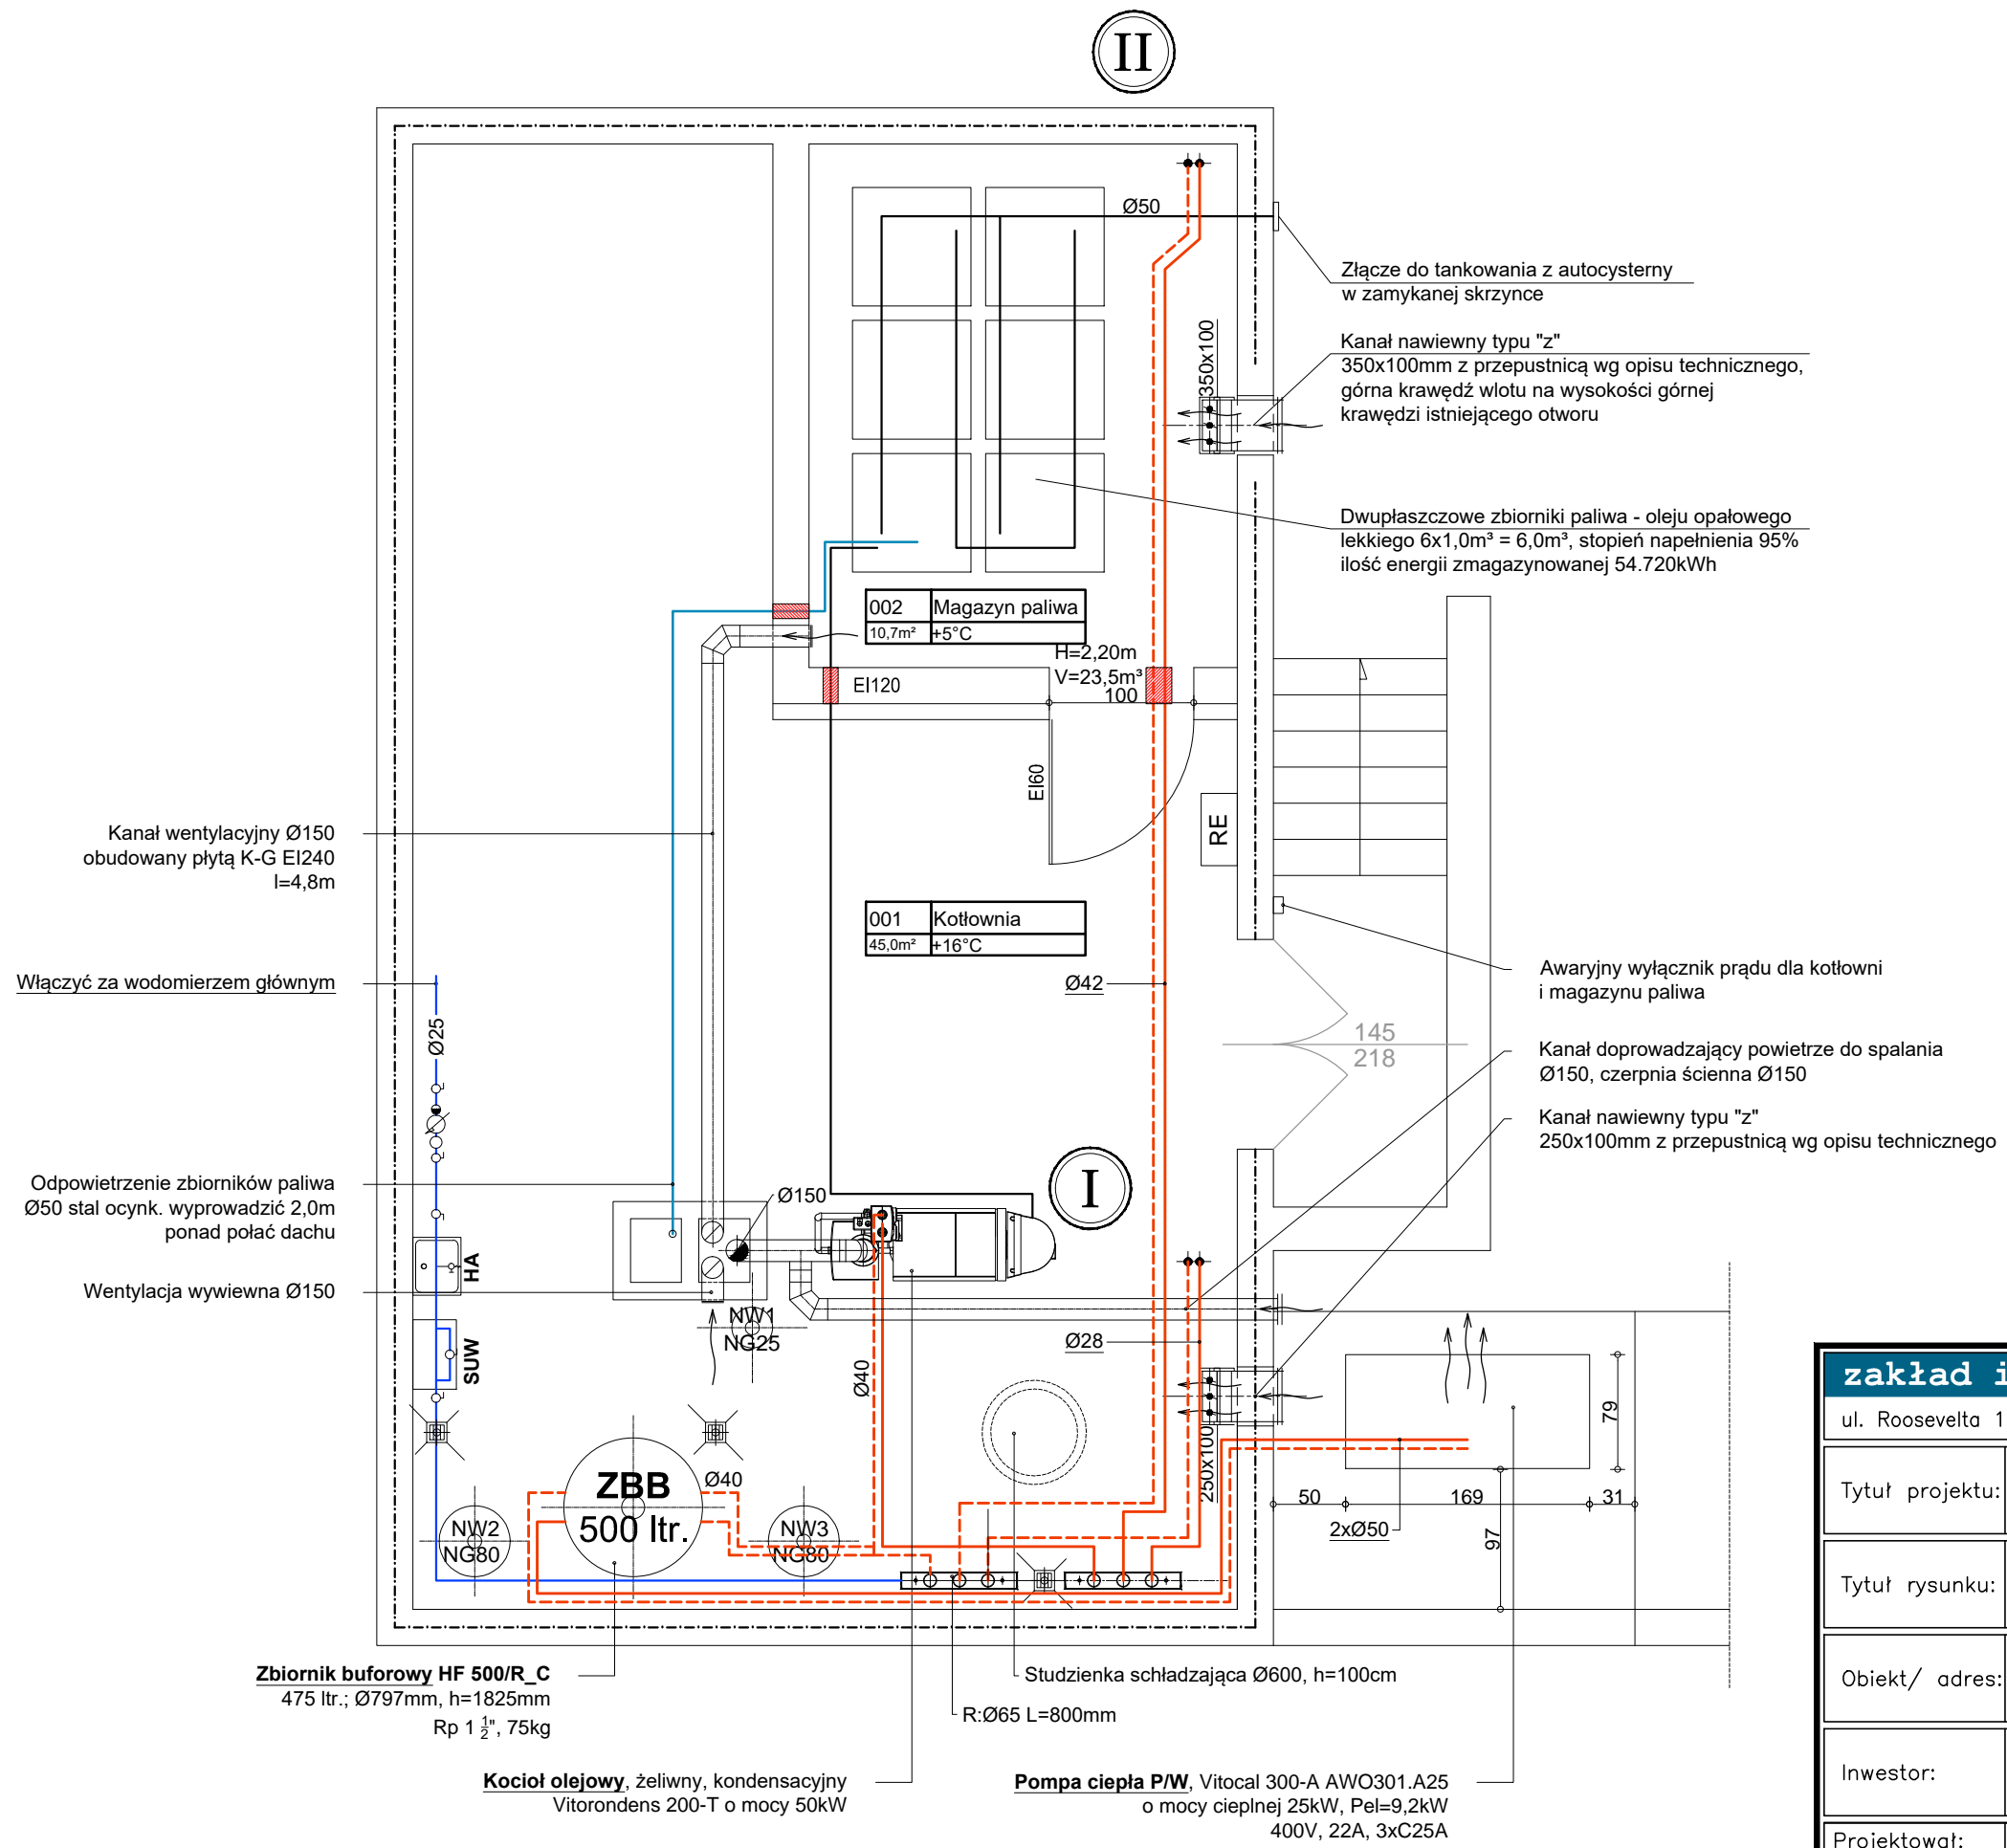 II
Ø50
Złącze do tankowania z autocysterny
w zamykanej skrzynce
350x100
Kanał nawiewny typu "z"
350x100mm z przepustnicą wg opisu technicznego,
górna krawędź wlotu na wysokości górnej
krawędzi istniejącego otworu
Dwupłaszczowe zbiorniki paliwa - oleju opałowego
lekkiego 6x1,0m³ = 6,0m³, stopień napełnienia 95%
ilość energii zmagazynowanej 54.720kWh
002 Magazyn paliwa
10,7m² +5°C
H=2,20m
V=23,5m³
100
EI120
EI60
RE
Kanał wentylacyjny Ø150
obudowany płytą K-G EI240
l=4,8m
001 Kotłownia
45,0m² +16°C
Włączyć za wodomierzem głównym
Ø25
Ø42
Awaryjny wyłącznik prądu dla kotłowni
i magazynu paliwa
145
218
Kanał doprowadzający powietrze do spalania
Ø150, czerpnia ścienna Ø150
Kanał nawiewny typu "z"
250x100mm z przepustnicą wg opisu technicznego
Odpowietrzenie zbiorników paliwa
Ø50 stal ocynk. wyprowadzić 2,0m
ponad połać dachu
Ø150
I
HA
Wentylacja wywiewna Ø150
NW1
NG25
SUW
Ø40
Ø28
250x100
79
50
169
31
97
2xØ50
ZBB
500 ltr.
Ø40
NW2
NG80
NW3
NG80
Zbiornik buforowy HF 500/R_C
475 ltr.; Ø797mm, h=1825mm
Rp 1 1/2", 75kg
Studzienka schładzająca Ø600, h=100cm
R:Ø65 L=800mm
Kocioł olejowy, żeliwny, kondensacyjny
Vitorondens 200-T o mocy 50kW
Pompa ciepła P/W, Vitocal 300-A AWO301.A25
o mocy cieplnej 25kW, Pel=9,2kW
400V, 22A, 3xC25A
zakład i
ul. Roosevelta 1
Tytuł projektu:
Tytuł rysunku:
Obiekt/ adres:
Inwestor:
Projektował: